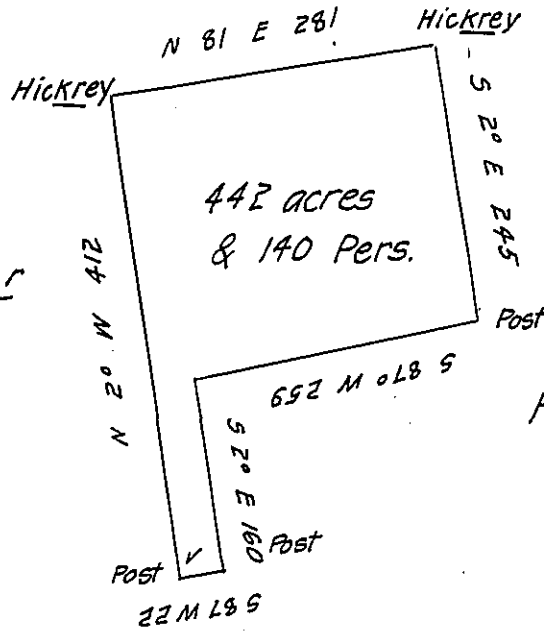 N 81 E 281
Hickrey
Hickrey
S 2° E 245
442 acres
& 140 Pers.
N 2° W 412
Post
S 87° W 259
S 2° E 160
Post
Post
S 87 W 22